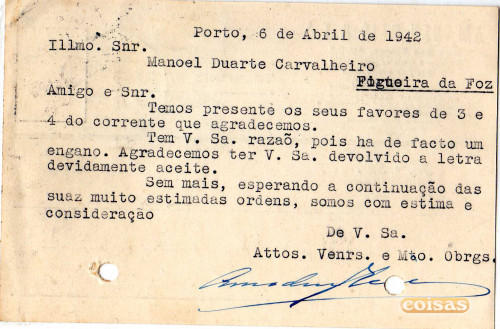 Porto, 6 de Abril de 1942
Illmo. Snr.
Manoel Duarte Carvalheiro
Figueira da Foz
Amigo e Snr.
Temos presente os seus favores de 3 e
4 do corrente que agradecemos.
Tem V. Sa. razaõ, pois ha de facto um
engano. Agradecemos ter V. Sa. devolvido a letra
devidamente aceite.
Sem mais, esperando a continuação das
suaz muito estimadas ordens, somos com estima e
consideração
De V. Sa.
Attos. Venrs. e Mto. Obrgs.
coisas